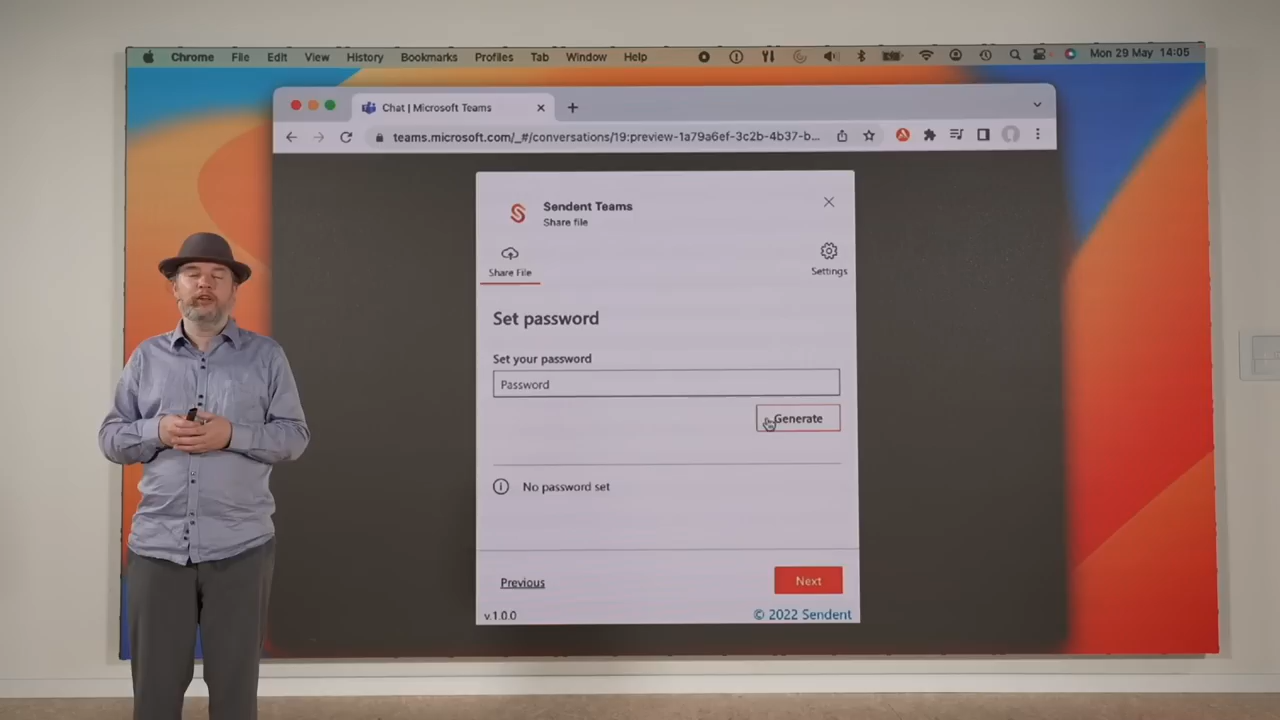 Chrome File Edit View History Bookmarks Profiles Tab Window Help Mon 29 May 14:05
Chat | Microsoft Teams
teams.microsoft.com/_#/conversations/19:preview-1a79a6ef-3c2b-4b37-b...
Sendent Teams
Share file
Share File
Settings
Set password
Set your password
Password
Generate
No password set
Previous
Next
v.1.0.0
© 2022 Sendent